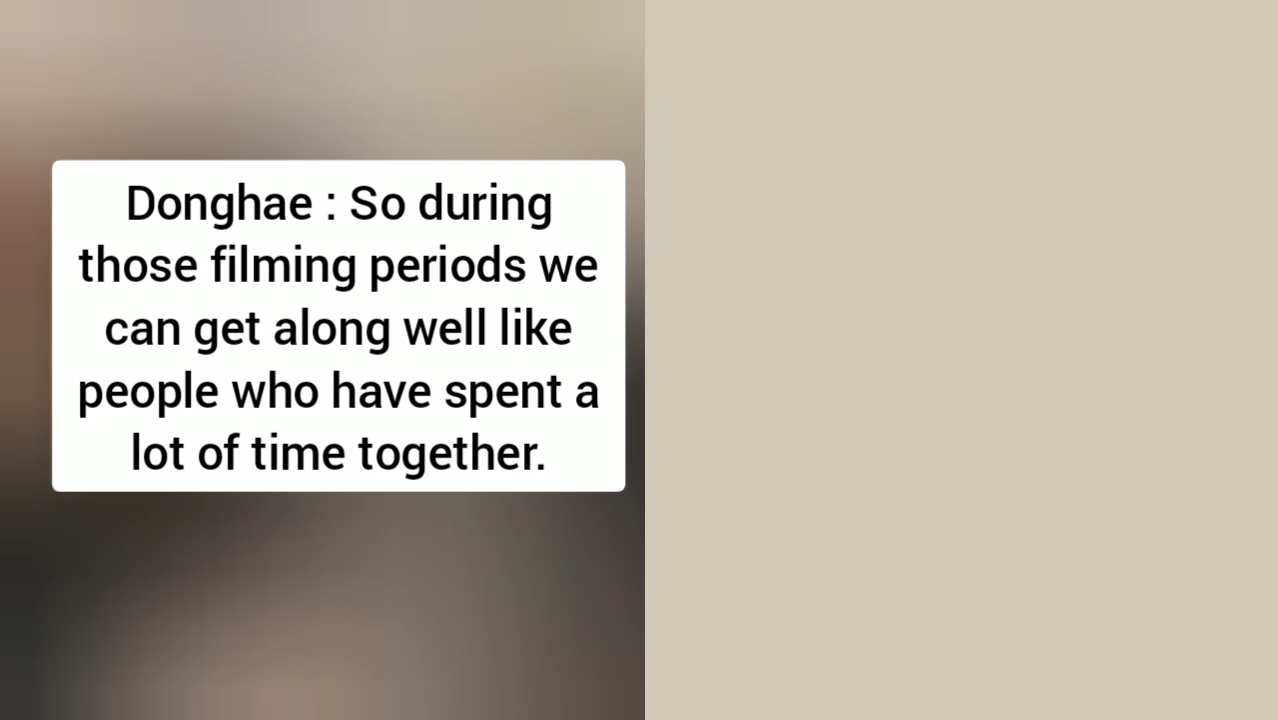 Donghae : So during
those filming periods we
can get along well like
people who have spent a
lot of time together.